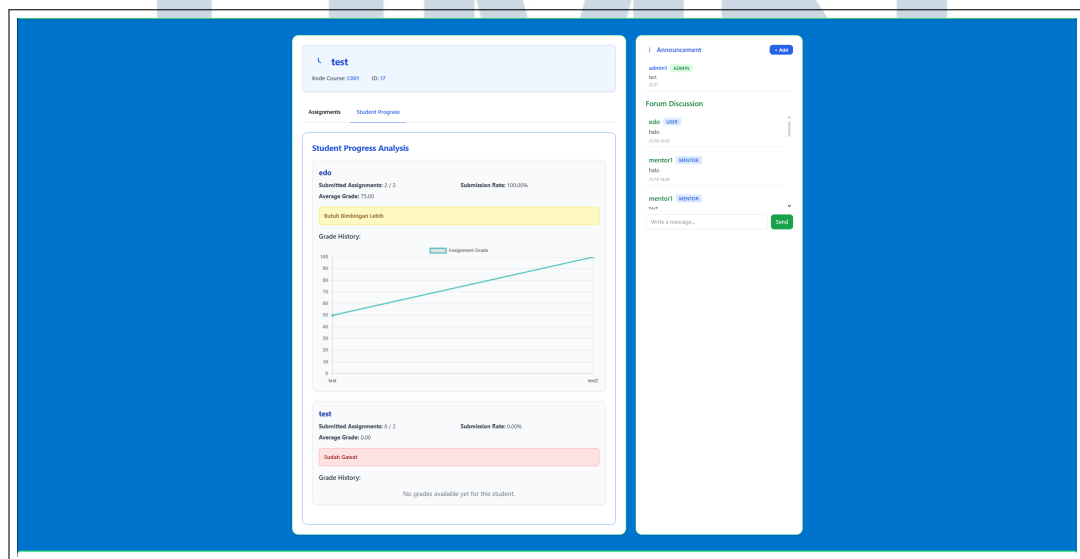 test
Kode Course: C001 ID: 17
Assignments Student Progress
Student Progress Analysis
edo
Submitted Assignments: 2 / 2 Submission Rate: 100.00%
Average Grade: 75.00
Butuh Bimbingan Lebih
Grade History:
Assignment Grade
100
90
80
70
60
50
40
30
20
10
0
test test2
test
Submitted Assignments: 0 / 2 Submission Rate: 0.00%
Average Grade: 0.00
Sudah Gawat
Grade History:
No grades available yet for this student.
Announcement + Add
admin1 ADMIN
test
Forum Discussion
edo USER
halo
mentor1 MENTOR
halo
mentor1 MENTOR
test
Write a message... Send